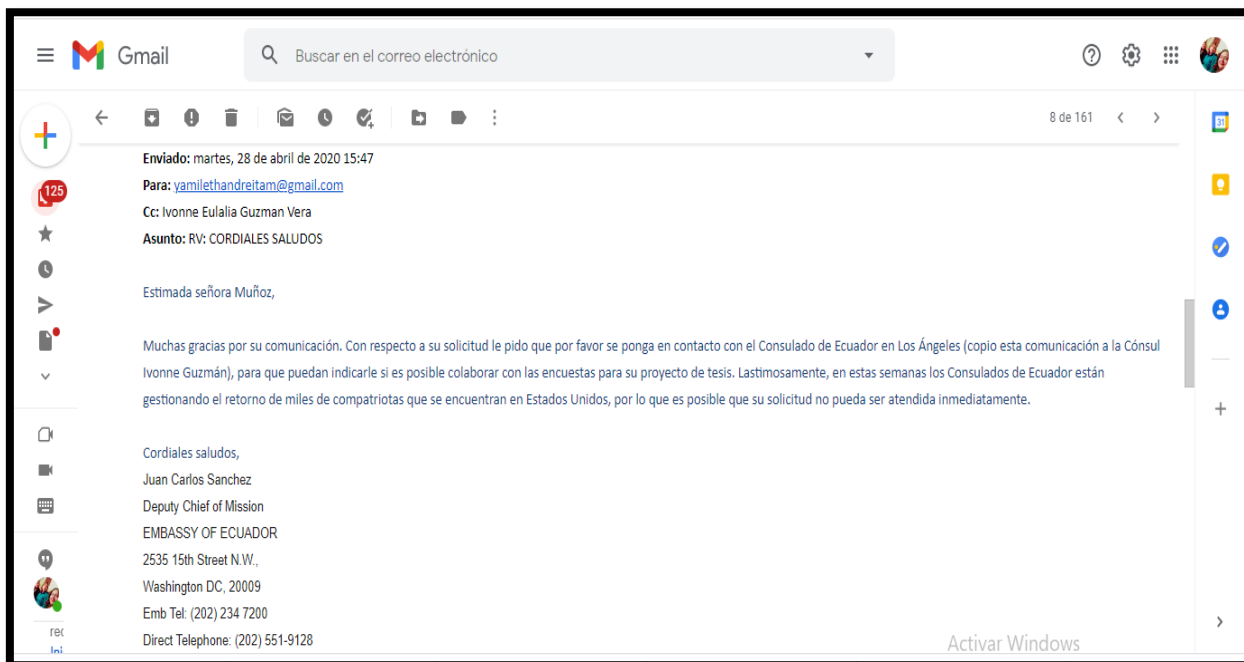 Gmail
Buscar en el correo electrónico
8 de 161
31
125
Enviado: martes, 28 de abril de 2020 15:47
Para: yamilethandreitam@gmail.com
Cc: Ivonne Eulalia Guzman Vera
Asunto: RV: CORDIALES SALUDOS
Estimada señora Muñoz,
Muchas gracias por su comunicación. Con respecto a su solicitud le pido que por favor se ponga en contacto con el Consulado de Ecuador en Los Ángeles (copio esta comunicación a la Cónsul
Ivonne Guzmán), para que puedan indicarle si es posible colaborar con las encuestas para su proyecto de tesis. Lastimosamente, en estas semanas los Consulados de Ecuador están
gestionando el retorno de miles de compatriotas que se encuentran en Estados Unidos, por lo que es posible que su solicitud no pueda ser atendida inmediatamente.
Cordiales saludos,
Juan Carlos Sanchez
Deputy Chief of Mission
EMBASSY OF ECUADOR
2535 15th Street N.W.,
Washington DC, 20009
Emb Tel: (202) 234 7200
Direct Telephone: (202) 551-9128
Activar Windows